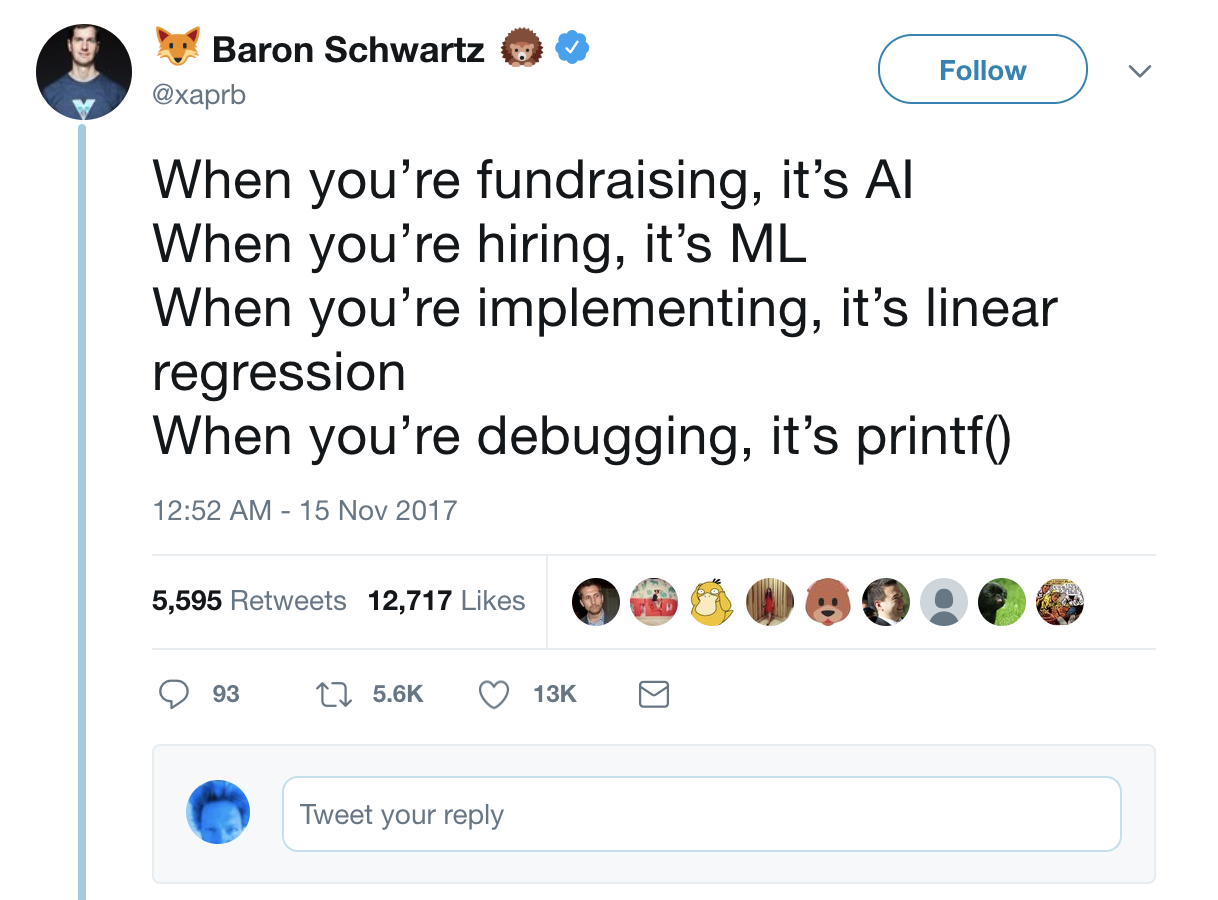 🦊 Baron Schwartz 🦔
@xaprb
Follow
When you’re fundraising, it’s AI
When you’re hiring, it’s ML
When you’re implementing, it’s linear
regression
When you’re debugging, it’s printf()
12:52 AM - 15 Nov 2017
5,595 Retweets 12,717 Likes
93 5.6K 13K
Tweet your reply